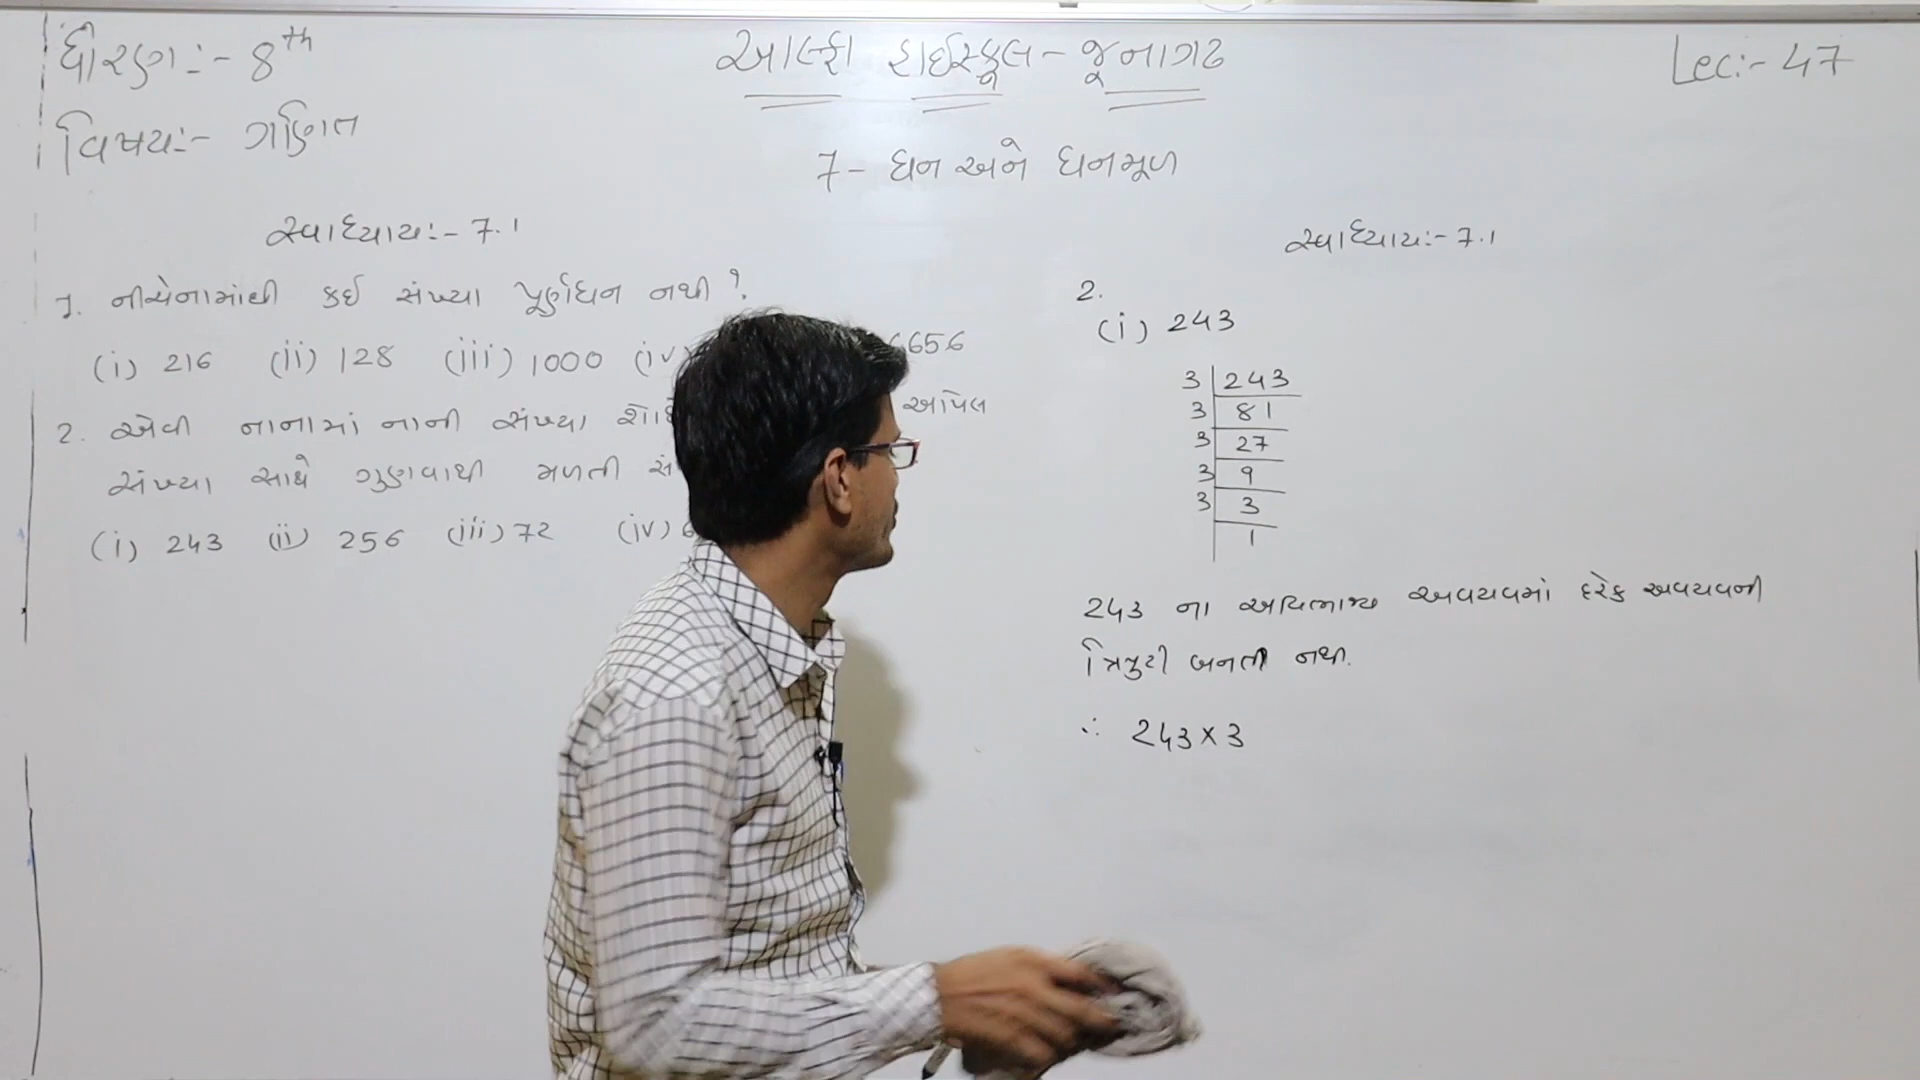 ધોરણ:- 8th
વિષય:- ગણિત
આલ્ફા હાઈસ્કૂલ - જૂનાગઢ
Lec:- 47
7 - ઘન અને ઘનમૂળ
સ્વાધ્યાય:- 7.1
1. નીચેનામાંથી કઈ સંખ્યા પૂર્ણઘન નથી ?
(i) 216 (ii) 128 (iii) 1000 (iv) 6656
2. એવી નાનામાં નાની સંખ્યા આપેલ
સંખ્યા સાથે ગુણવાથી મળતી
(i) 243 (ii) 256 (iii) 72 (iv) 6
સ્વાધ્યાય:- 7.1
2.
(i) 243
3 243
3 81
3 27
3 9
3 3
1
243 ના અવિભાજ્ય અવયવમાં દરેક અવયવની
ત્રિપુટી બનતી નથી.
∴ 243 × 3